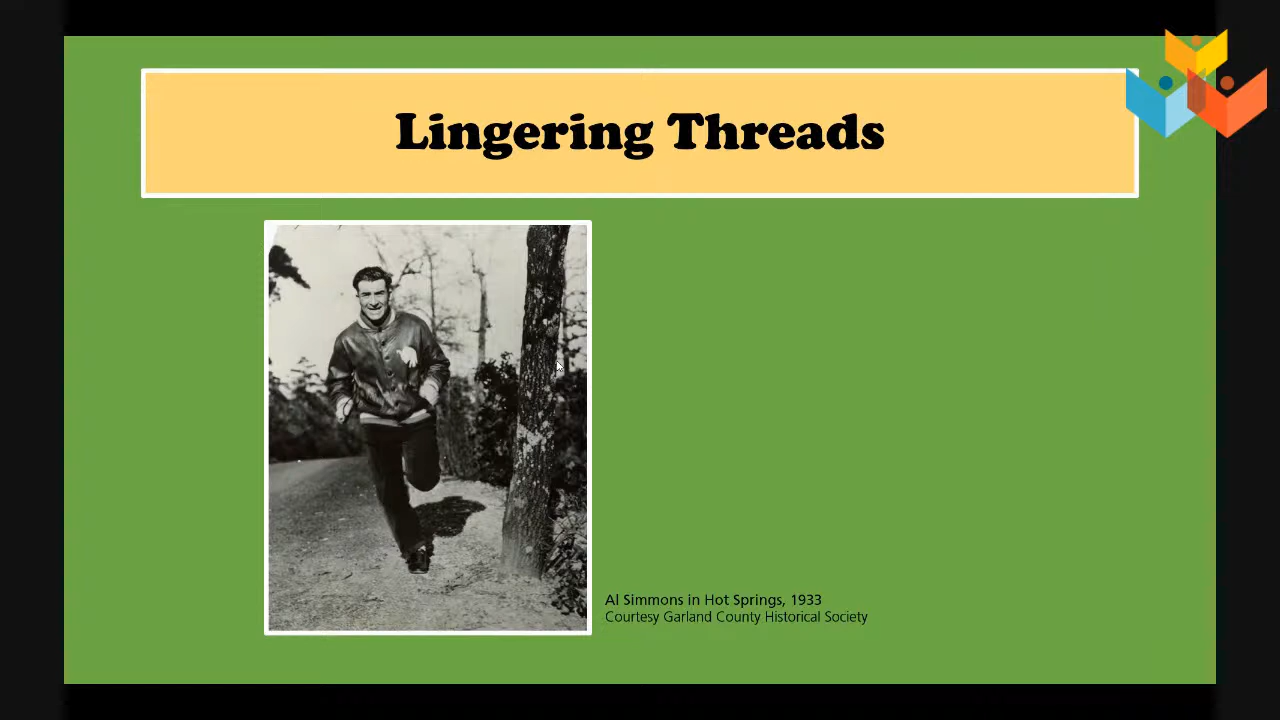 Lingering Threads
Al Simmons in Hot Springs, 1933
Courtesy Garland County Historical Society